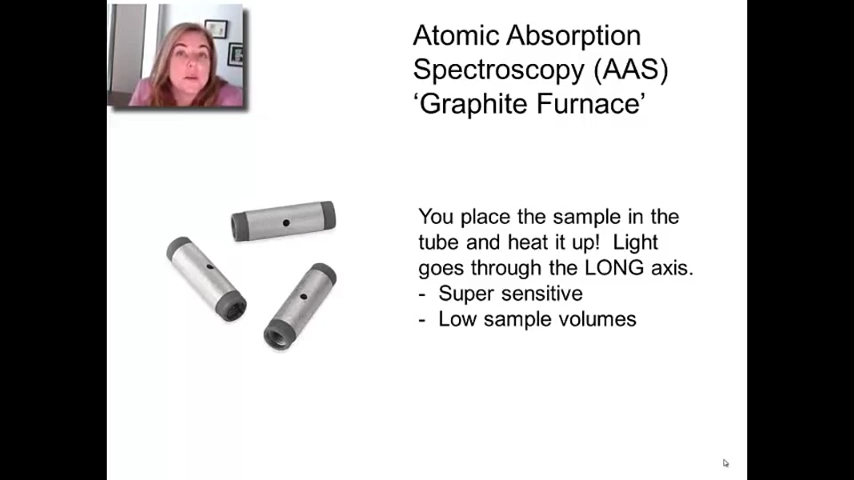 Atomic Absorption
Spectroscopy (AAS)
‘Graphite Furnace’
You place the sample in the
tube and heat it up!  Light
goes through the LONG axis.
- Super sensitive
- Low sample volumes